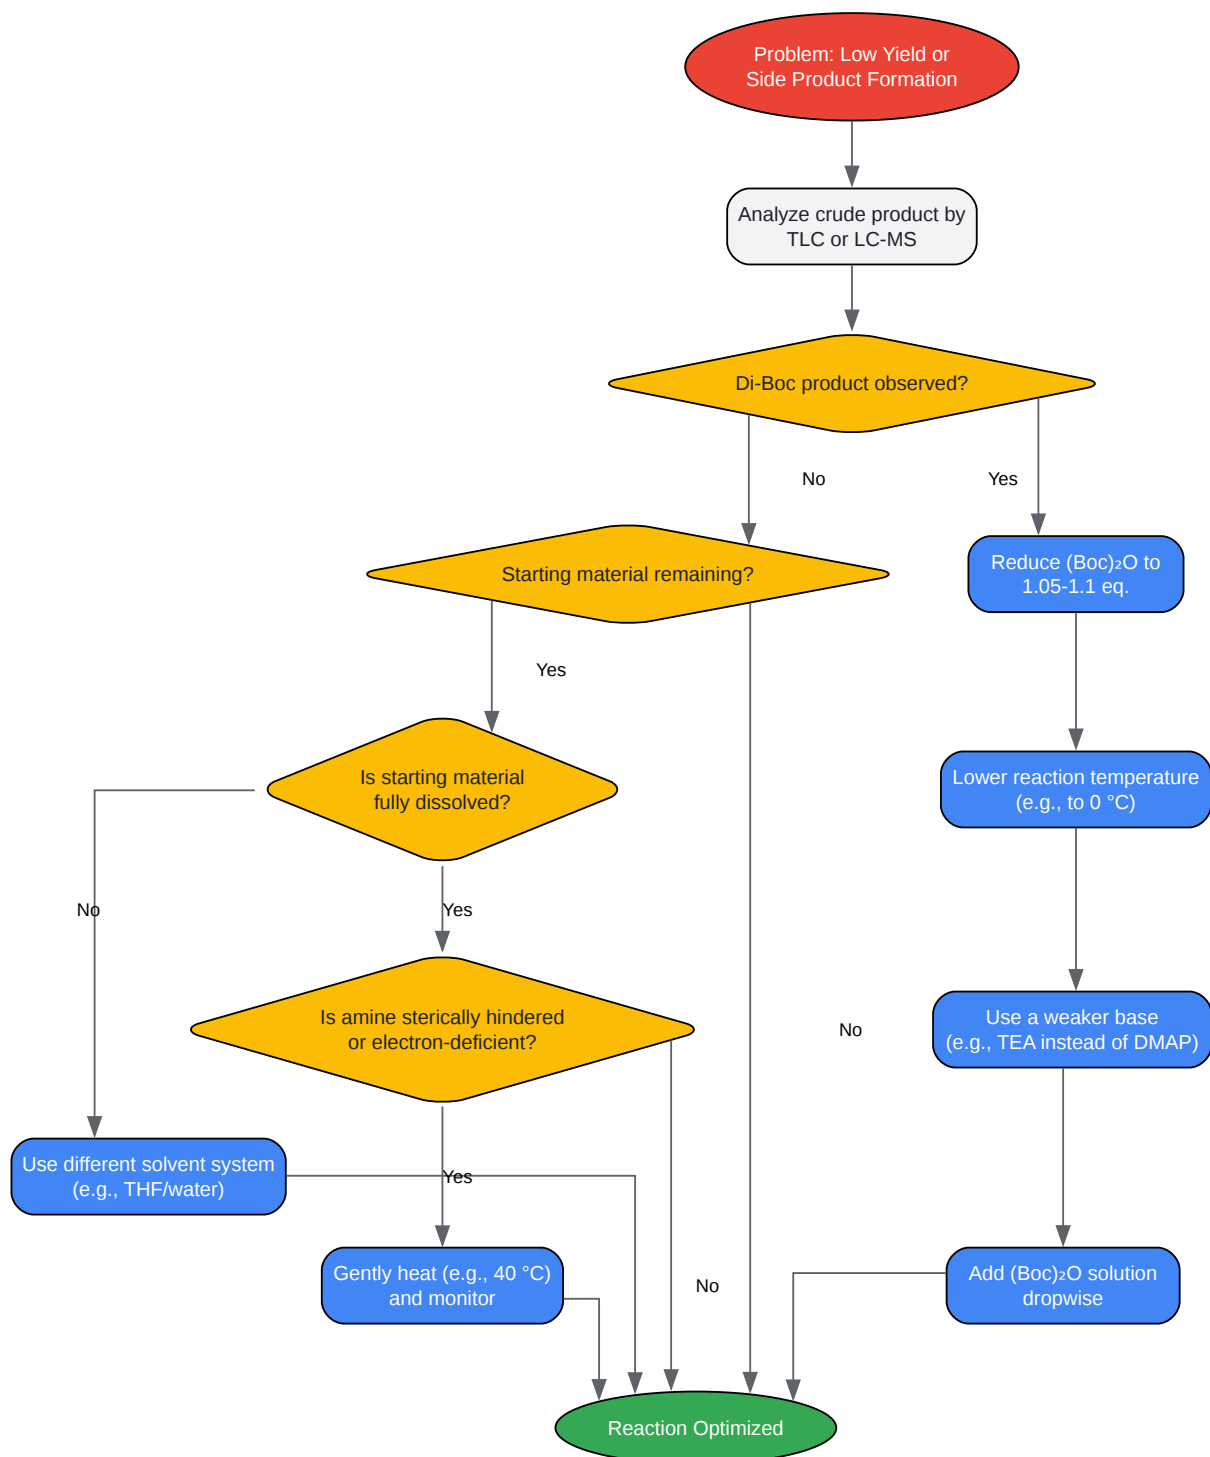 Problem: Low Yield or
Side Product Formation
Analyze crude product by
TLC or LC-MS
Di-Boc product observed?
No
Yes
Starting material remaining?
Reduce (Boc)₂O to
1.05-1.1 eq.
Yes
Is starting material
fully dissolved?
Lower reaction temperature
(e.g., to 0 °C)
No
Yes
Is amine sterically hindered
or electron-deficient?
No
Use a weaker base
(e.g., TEA instead of DMAP)
Use different solvent system
(e.g., THF/water)
Yes
Gently heat (e.g., 40 °C)
and monitor
No
Add (Boc)₂O solution
dropwise
Reaction Optimized